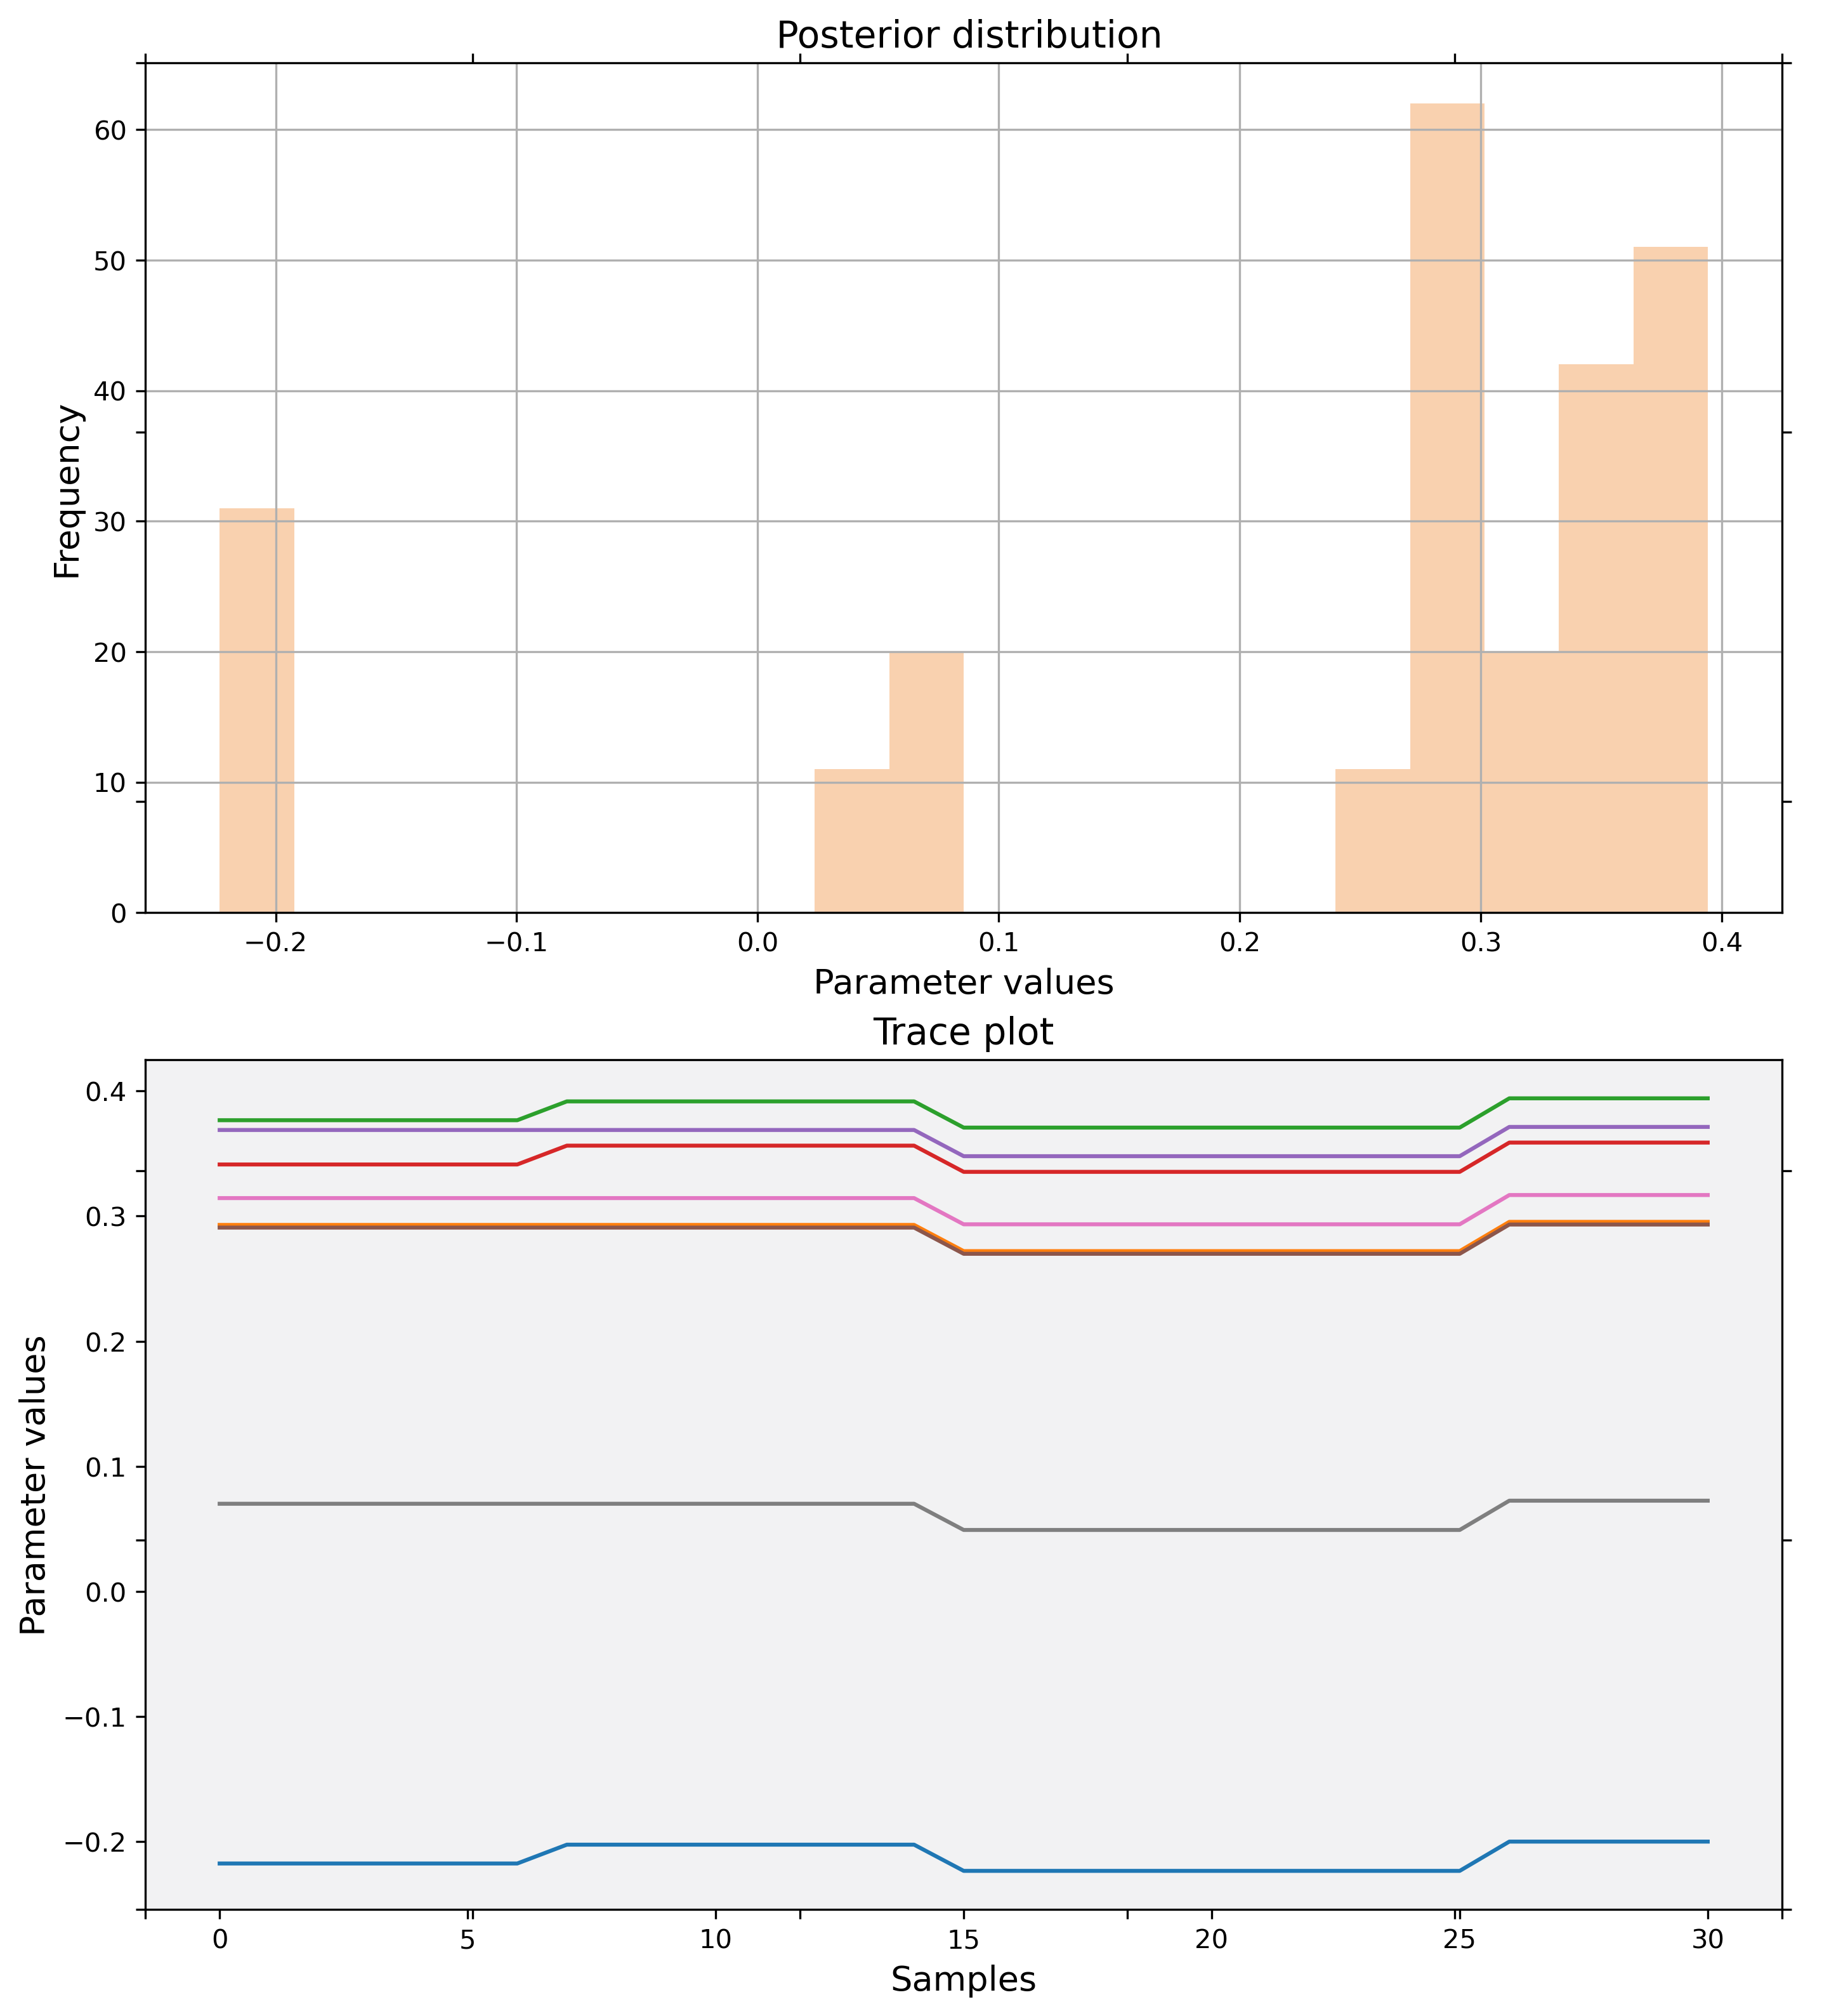 Posterior distribution
Frequency
60
50
40
30
20
10
0
−0.2 −0.1 0.0 0.1 0.2 0.3 0.4
Parameter values
Trace plot
Parameter values
0.4
0.3
0.2
0.1
0.0
−0.1
−0.2
0 5 10 15 20 25 30
Samples